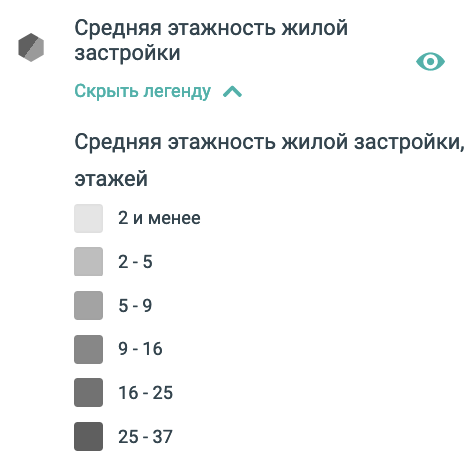 Средняя этажность жилой
застройки
Скрыть легенду
Средняя этажность жилой застройки,
этажей
2 и менее
2 - 5
5 - 9
9 - 16
16 - 25
25 - 37